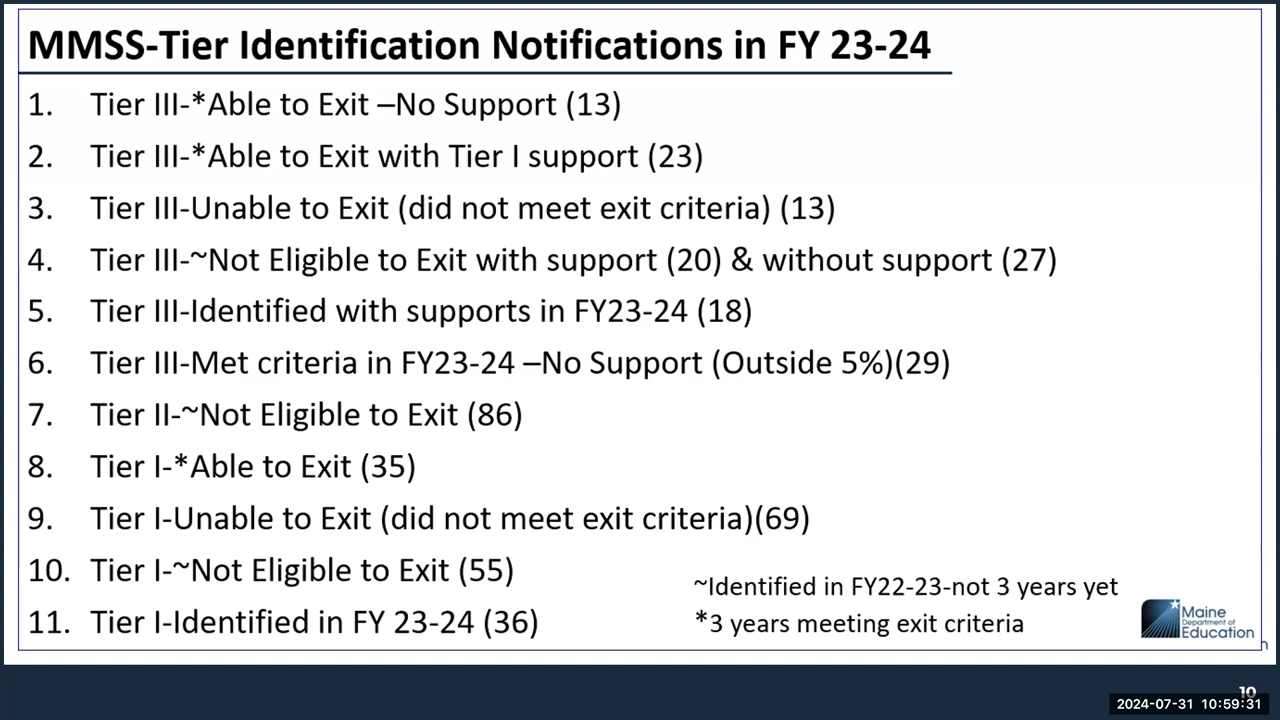 MMSS-Tier Identification Notifications in FY 23-24
1. Tier III-*Able to Exit –No Support (13)
2. Tier III-*Able to Exit with Tier I support (23)
3. Tier III-Unable to Exit (did not meet exit criteria) (13)
4. Tier III-~Not Eligible to Exit with support (20) & without support (27)
5. Tier III-Identified with supports in FY23-24 (18)
6. Tier III-Met criteria in FY23-24 –No Support (Outside 5%)(29)
7. Tier II-~Not Eligible to Exit (86)
8. Tier I-*Able to Exit (35)
9. Tier I-Unable to Exit (did not meet exit criteria)(69)
10. Tier I-~Not Eligible to Exit (55)
11. Tier I-Identified in FY 23-24 (36)
~Identified in FY22-23-not 3 years yet
*3 years meeting exit criteria
Maine
Department of
Education
10
2024-07-31 10:59:31